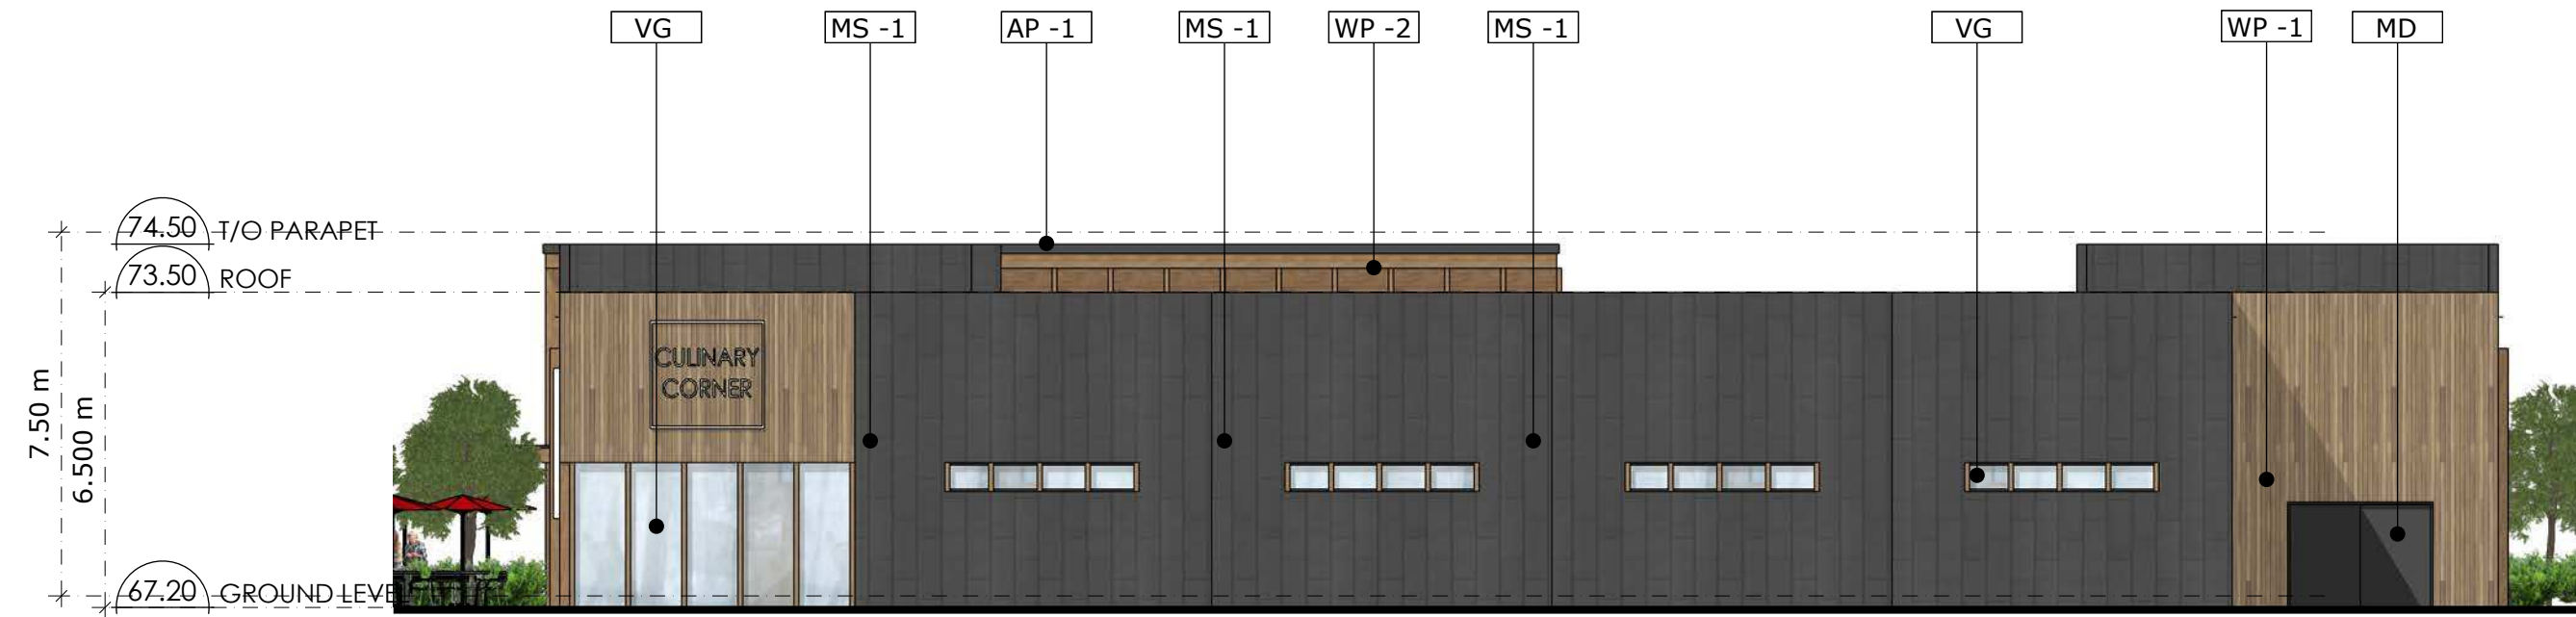 VG
MS -1
AP -1
MS -1
WP -2
MS -1
VG
WP -1
MD
74.50 T/O PARAPET
73.50 ROOF
CULINARY
CORNER
7.50 m
6.500 m
67.20 GROUND LEVEL